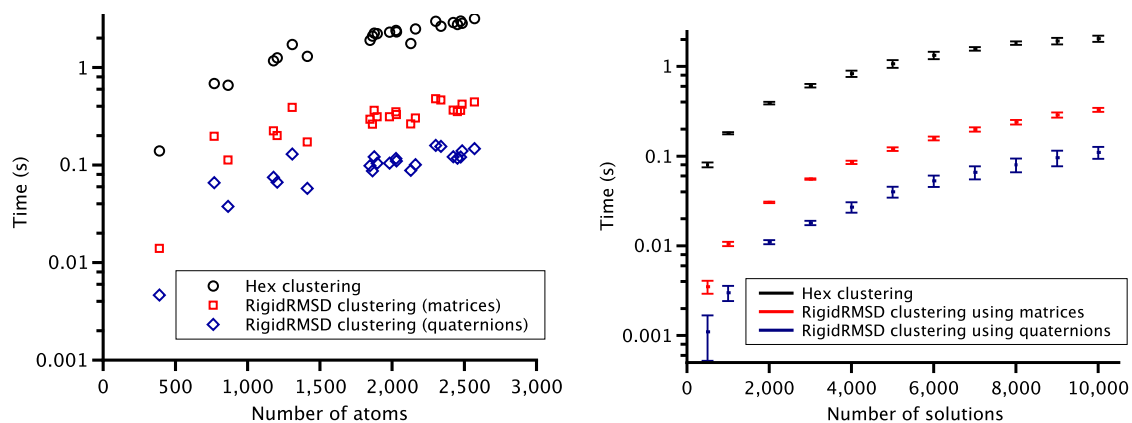 1
0.1
0.01
0.001
Time (s)
0
500
1,000
1,500
2,000
2,500
3,000
Number of atoms
Hex clustering
RigidRMSD clustering (matrices)
RigidRMSD clustering (quaternions)
1
0.1
0.01
0.001
Time (s)
0
2,000
4,000
6,000
8,000
10,000
Number of solutions
Hex clustering
RigidRMSD clustering using matrices
RigidRMSD clustering using quaternions